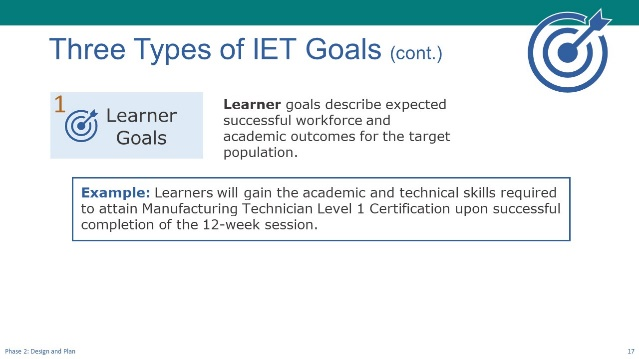 Three Types of IET Goals (cont.)
1
Learner
Goals
Learner goals describe expected
successful workforce and
academic outcomes for the target
population.
Example: Learners will gain the academic and technical skills required
to attain Manufacturing Technician Level 1 Certification upon successful
completion of the 12-week session.
Phase 2: Design and Plan
17